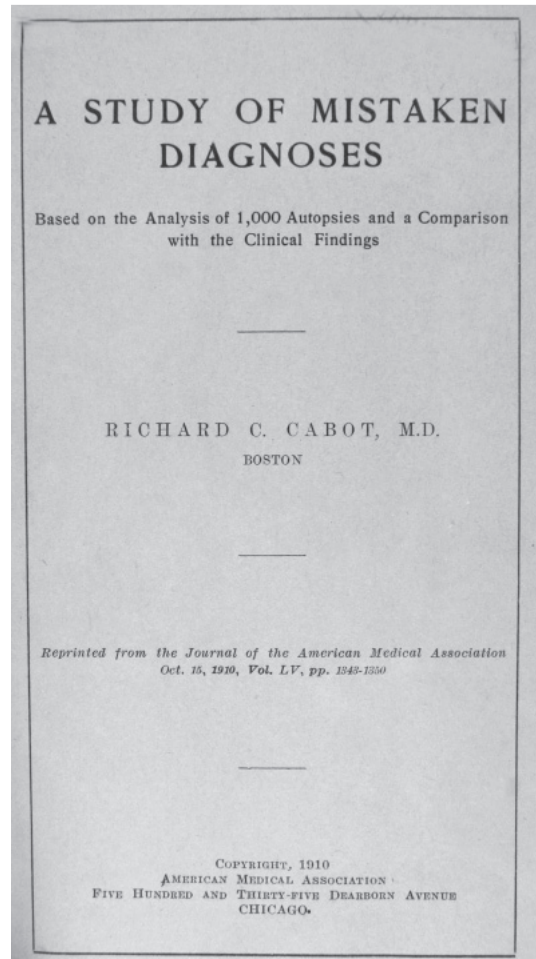 A STUDY OF MISTAKEN
DIAGNOSES
Based on the Analysis of 1,000 Autopsies and a Comparison
with the Clinical Findings
RICHARD C. CABOT, M.D.
BOSTON
Reprinted from the Journal of the American Medical Association
Oct. 15, 1910, Vol. LV, pp. 1343-1350
COPYRIGHT, 1910
AMERICAN MEDICAL ASSOCIATION
FIVE HUNDRED AND THIRTY-FIVE DEARBORN AVENUE
CHICAGO.